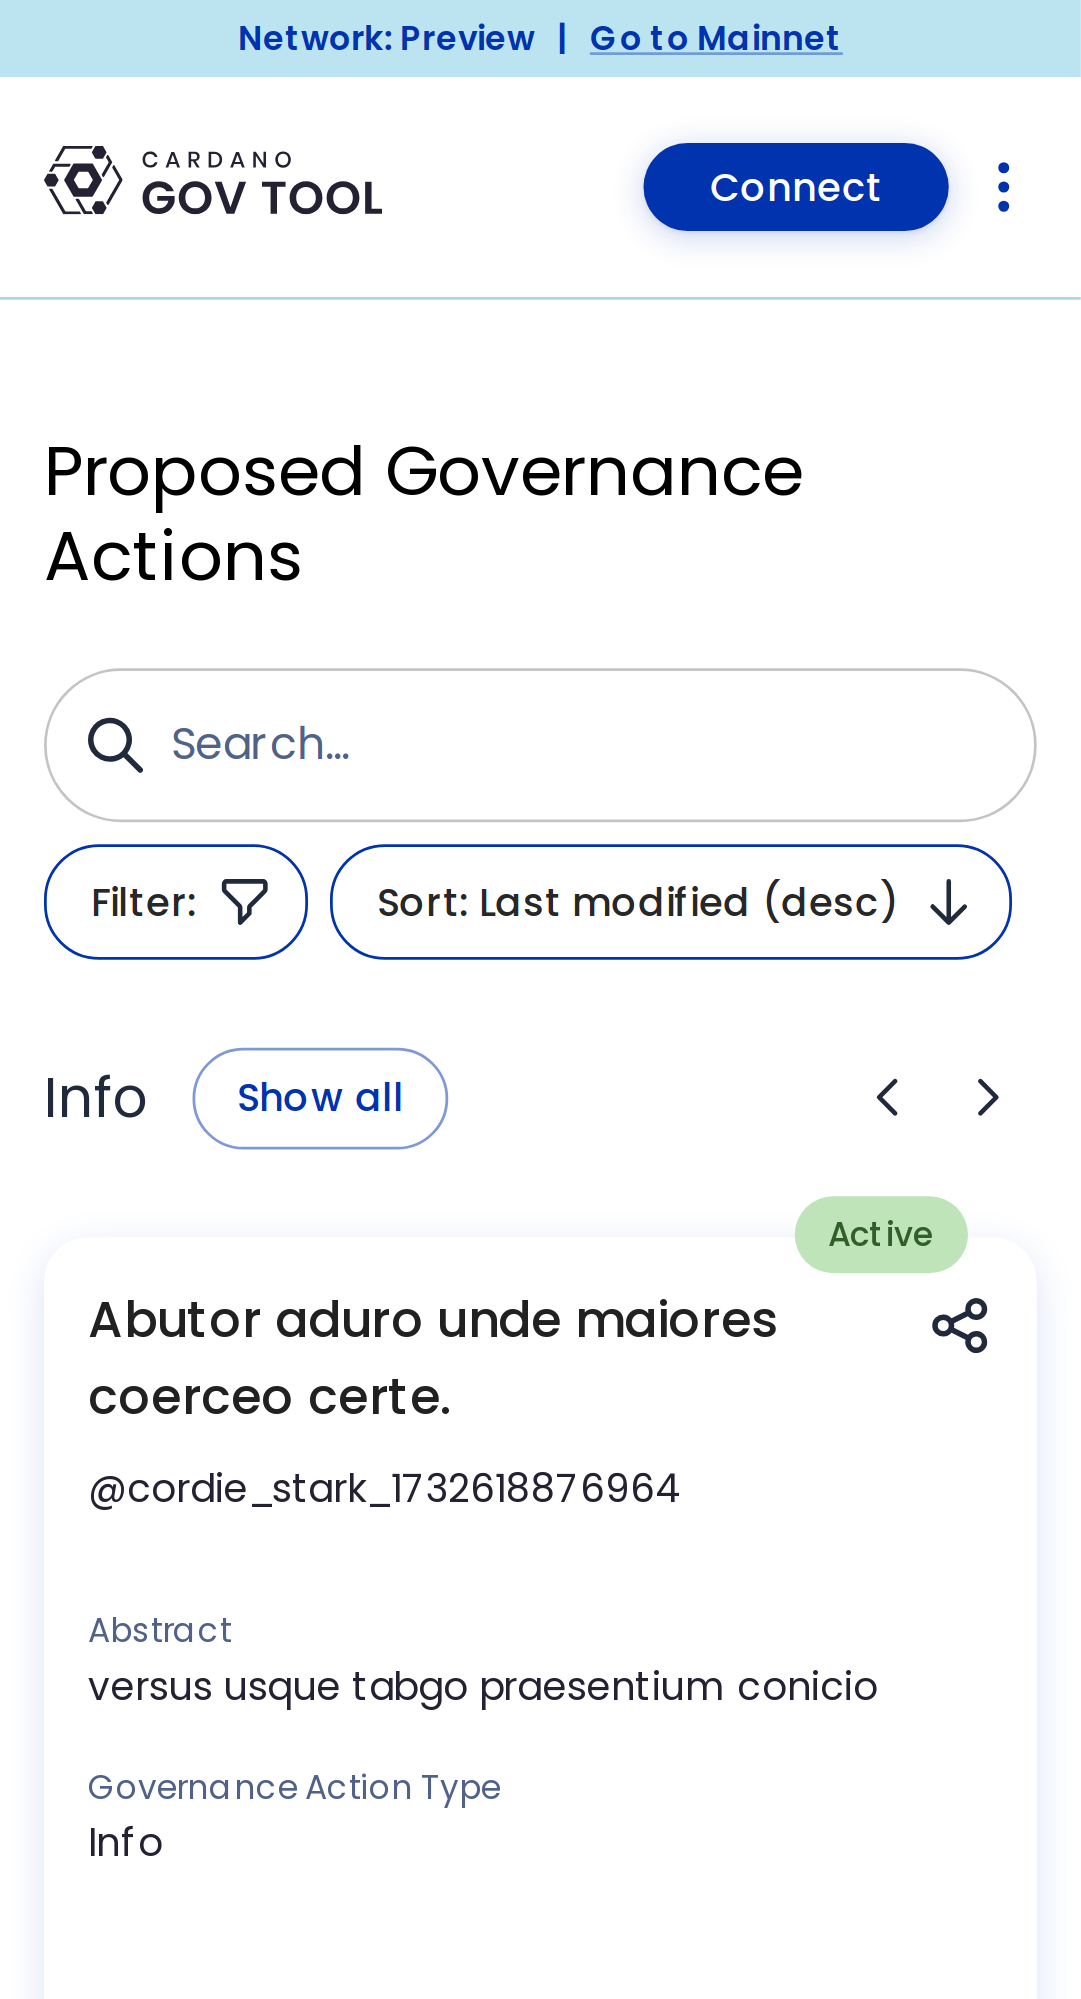 Network: Preview | Go to Mainnet
CARDANO
GOV TOOL
Connect
Proposed Governance
Actions
Search...
Filter:
Sort: Last modified (desc)
Info
Show all
Active
Abutor aduro unde maiores
coerceo certe.
@cordie_stark_1732618876964
Abstract
versus usque tabgo praesentium conicio
Governance Action Type
Info